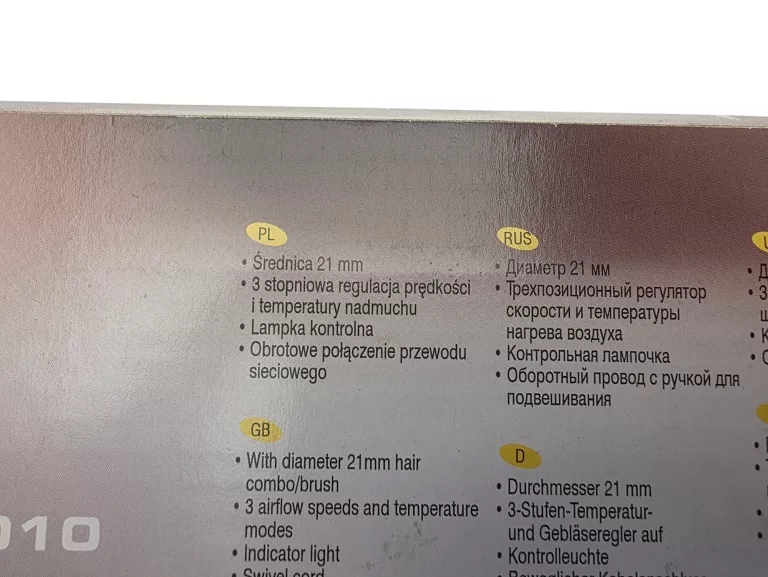 PL
• Średnica 21 mm
• 3 stopniowa regulacja prędkości
i temperatury nadmuchu
• Lampka kontrolna
• Obrotowe połączenie przewodu
sieciowego
RUS
• Диаметр 21 мм
• Трехпозиционный регулятор
скорости и температуры
нагрева воздуха
• Контрольная лампочка
• Оборотный провод с ручкой для
подвешивания
GB
• With diameter 21mm hair
combo/brush
• 3 airflow speeds and temperature
modes
• Indicator light
• Swivel cord
D
• Durchmesser 21 mm
• 3-Stufen-Temperatur-
und Gebläseregler auf
• Kontrolleuchte
010